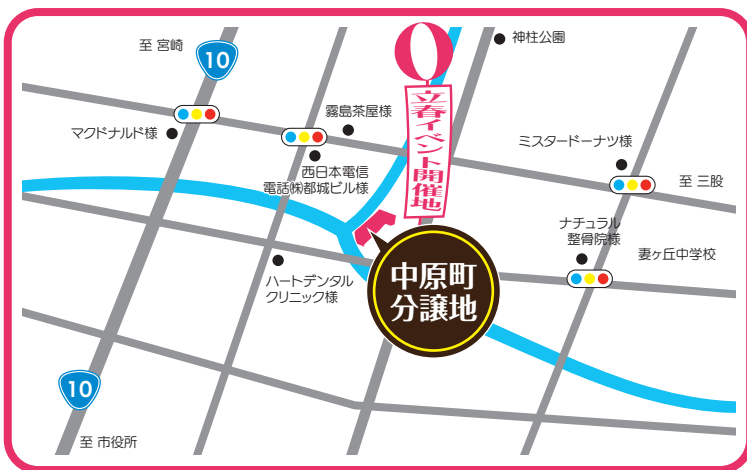 至 宮崎
10
神柱公園
霧島茶屋様
マクドナルド様
立春イベント開催地
ミスタードーナツ様
西日本電信
電話㈱都城ビル様
至 三股
ナチュラル
整骨院様
妻ヶ丘中学校
中原町
分譲地
ハートデンタル
クリニック様
10
至 市役所